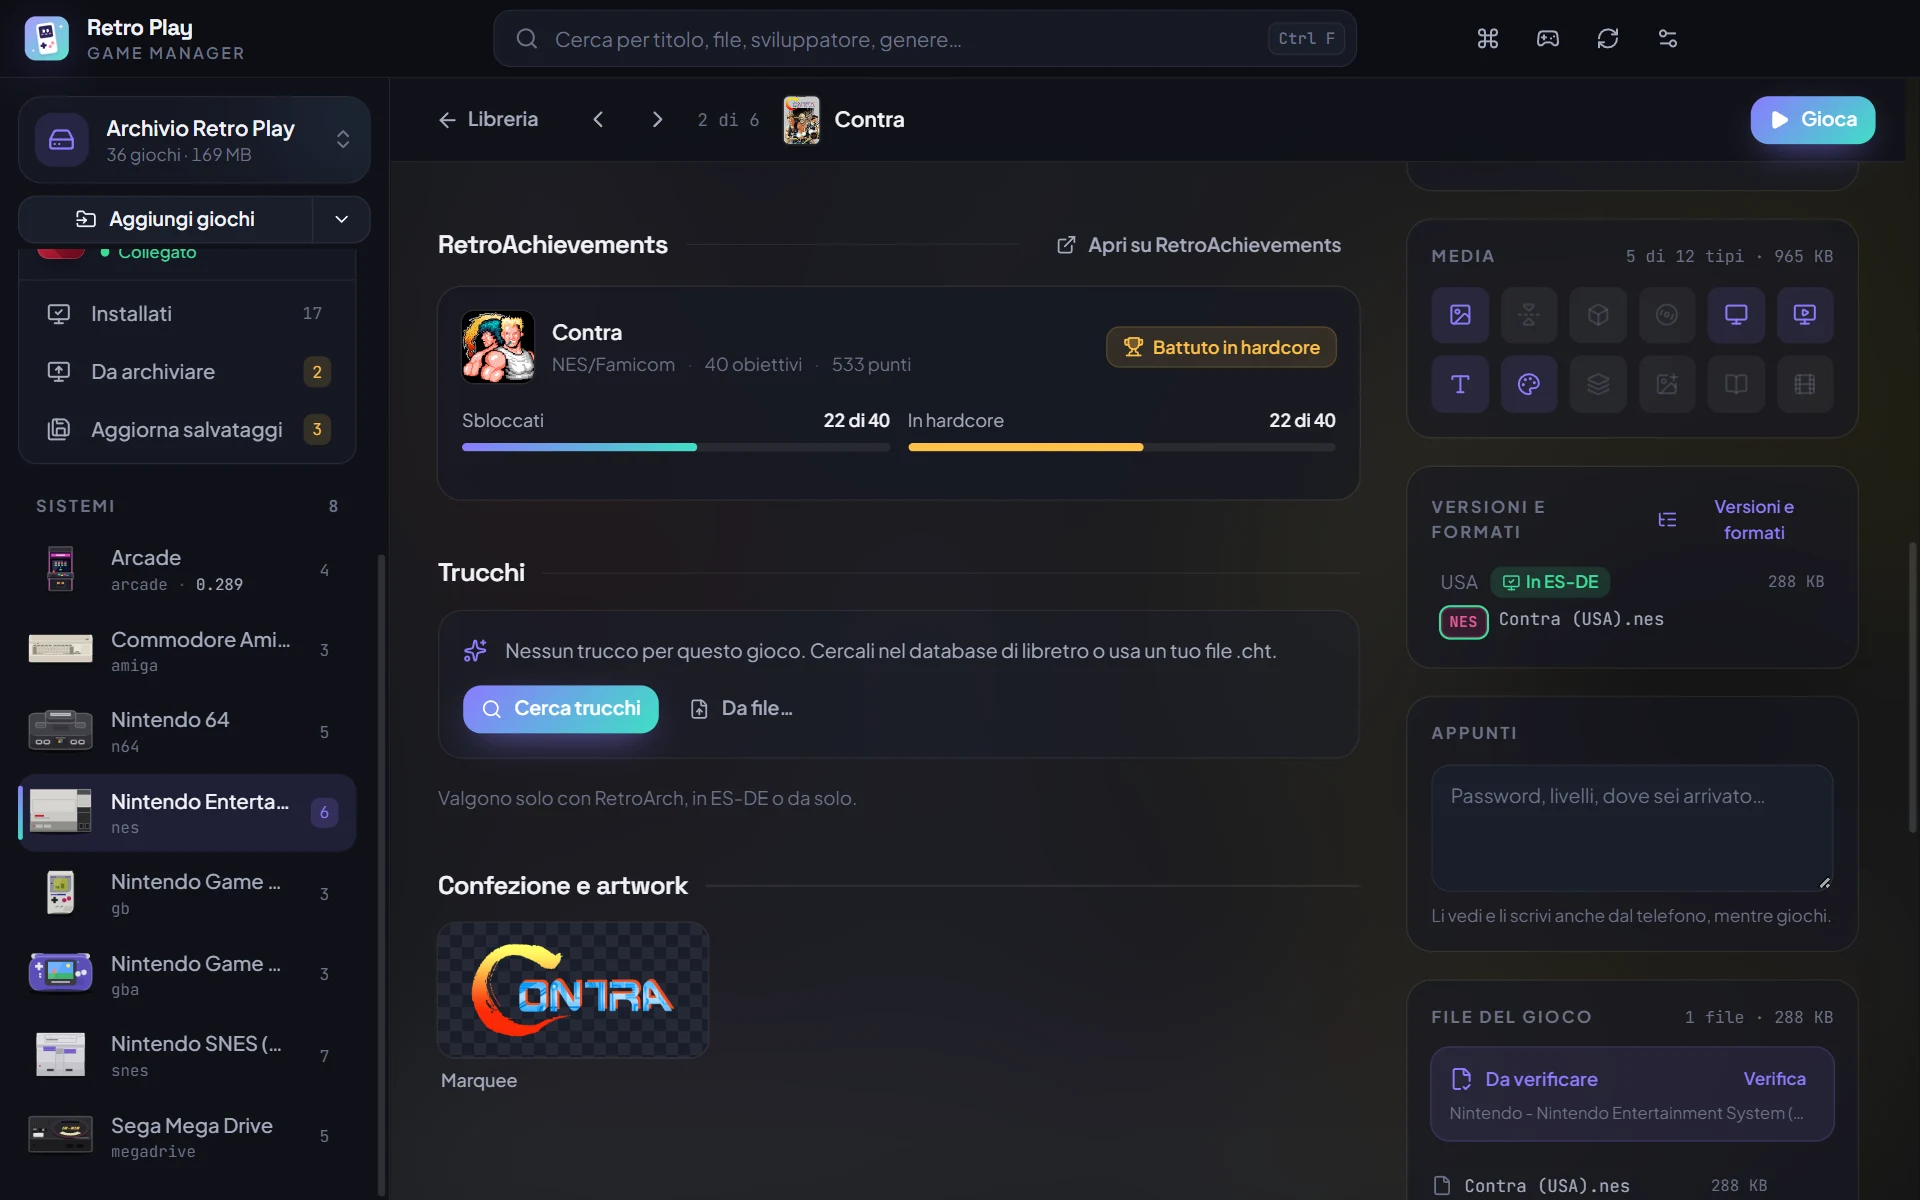 Retro Play
GAME MANAGER
Cerca per titolo, file, sviluppatore, genere…
Ctrl F
Archivio Retro Play
36 giochi · 169 MB
Aggiungi giochi
Collegato
Installati
17
Da archiviare
2
Aggiorna salvataggi
3
SISTEMI
8
Arcade
arcade · 0.289
4
Commodore Ami…
amiga
3
Nintendo 64
n64
5
Nintendo Enterta…
nes
6
Nintendo Game …
gb
3
Nintendo Game …
gba
3
Nintendo SNES (…
snes
7
Sega Mega Drive
megadrive
5
Libreria
2 di 6
Contra
Gioca
RetroAchievements
Apri su RetroAchievements
Contra
NES/Famicom · 40 obiettivi · 533 punti
Battuto in hardcore
Sbloccati
22 di 40
In hardcore
22 di 40
Trucchi
Nessun trucco per questo gioco. Cercali nel database di libretro o usa un tuo file .cht.
Cerca trucchi
Da file…
Valgono solo con RetroArch, in ES-DE o da solo.
Confezione e artwork
CONTRA
Marquee
MEDIA
5 di 12 tipi · 965 KB
VERSIONI E
FORMATI
Versioni e
formati
USA
In ES-DE
288 KB
NES
Contra (USA).nes
APPUNTI
Password, livelli, dove sei arrivato…
Li vedi e li scrivi anche dal telefono, mentre giochi.
FILE DEL GIOCO
1 file · 288 KB
Da verificare
Verifica
Nintendo - Nintendo Entertainment System (…
Contra (USA).nes
288 KB